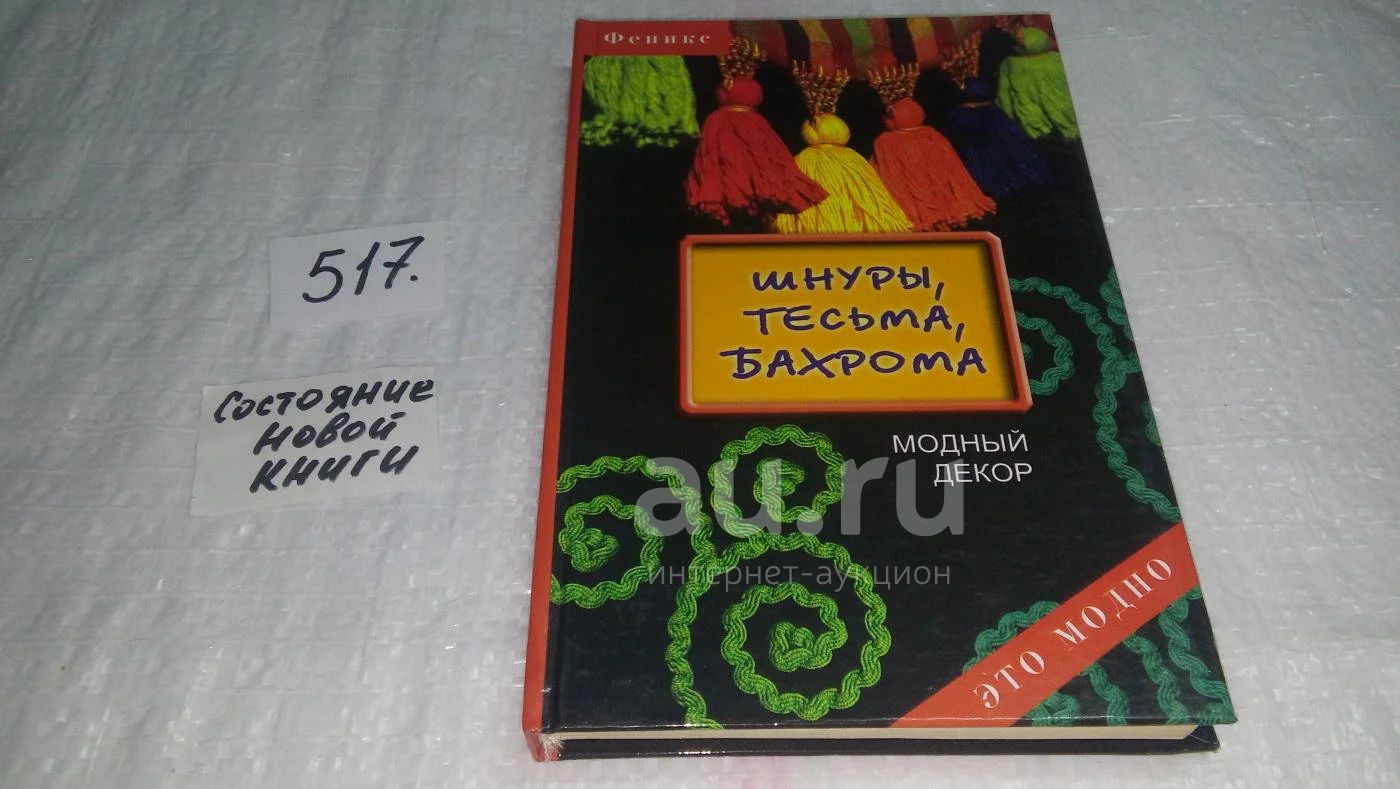 Феникс
517.
Состояние
новой
книги
ШНУРЫ,
ТЕСЬМА,
БАХРОМА
МОДНЫЙ
ДЕКОР
au.ru
интернет-аукцион
ЭТО МОДНО